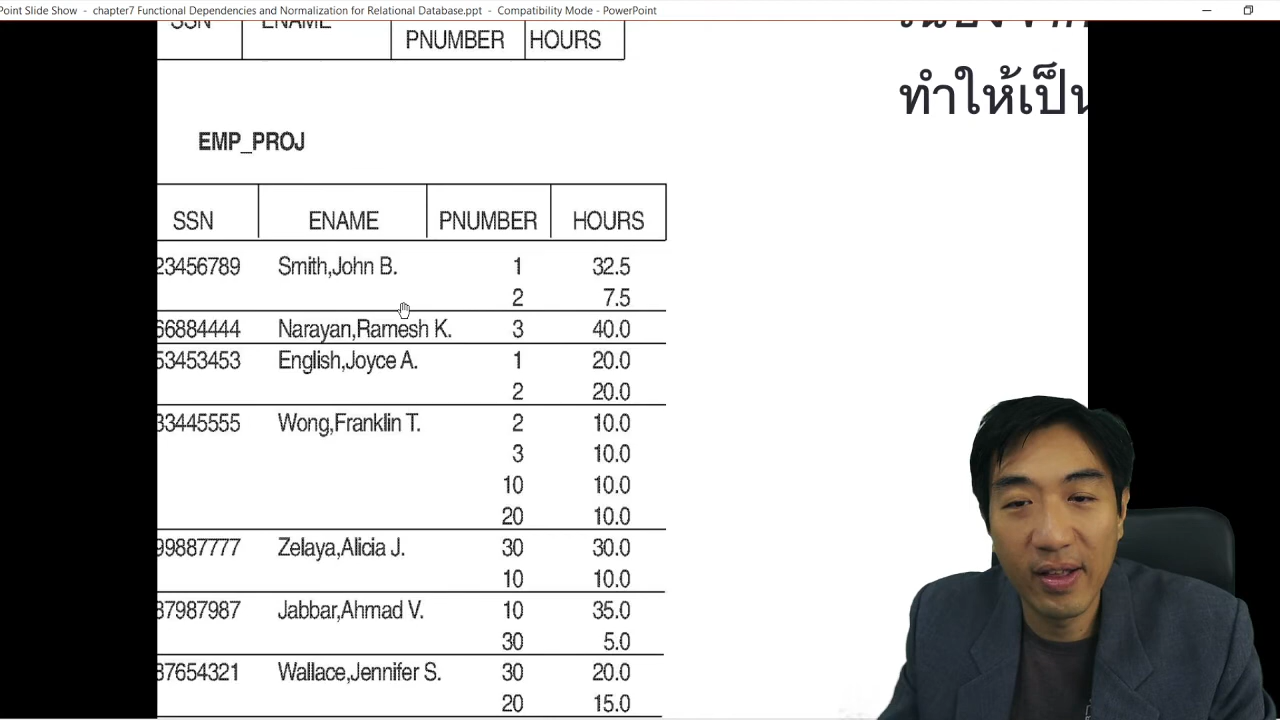 Point Slide Show - chapter7 Functional Dependencies and Normalization for Relational Database.ppt - Compatibility Mode - PowerPoint
SSN ENAME
PNUMBER HOURS
ทำให้เป็น
EMP_PROJ
SSN ENAME PNUMBER HOURS
23456789 Smith,John B. 1 32.5
2 7.5
66884444 Narayan,Ramesh K. 3 40.0
53453453 English,Joyce A. 1 20.0
2 20.0
33445555 Wong,Franklin T. 2 10.0
3 10.0
10 10.0
20 10.0
99887777 Zelaya,Alicia J. 30 30.0
10 10.0
87987987 Jabbar,Ahmad V. 10 35.0
30 5.0
87654321 Wallace,Jennifer S. 30 20.0
20 15.0